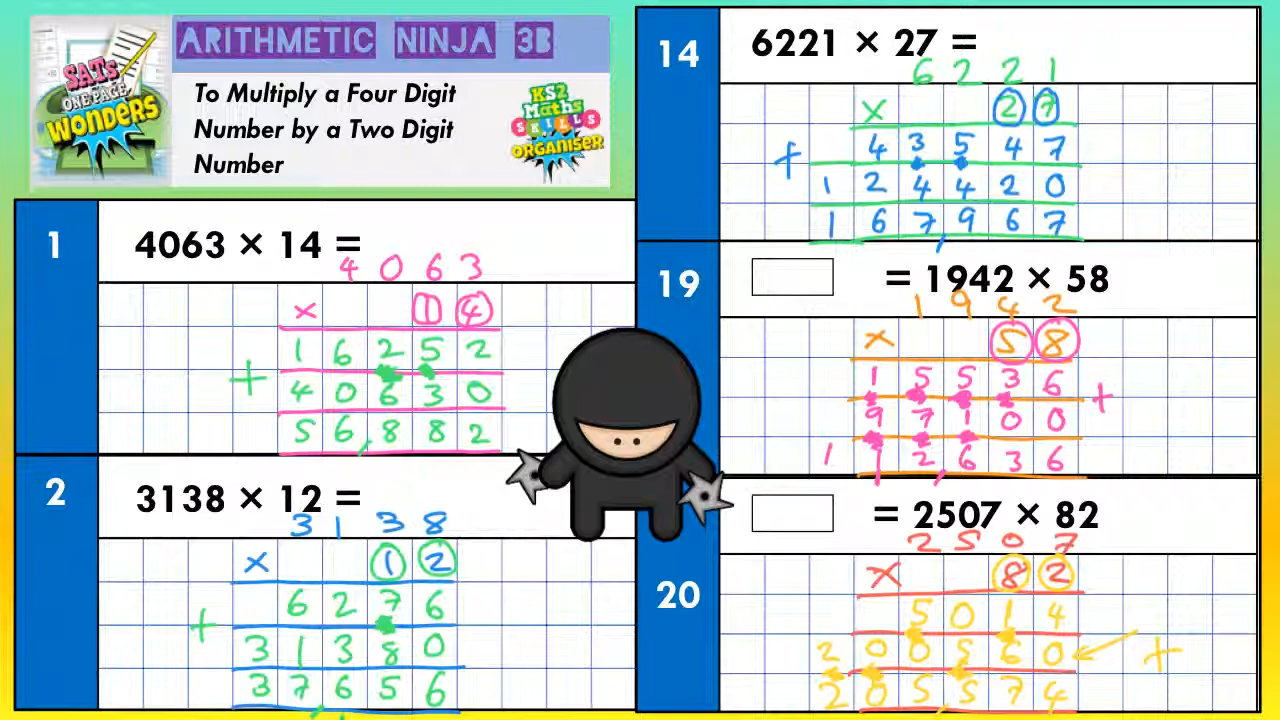 SATs
ONE PAGE
WONDERS
ARITHMETIC NINJA 3B
To Multiply a Four Digit
Number by a Two Digit
Number
KS2
Maths
SKILLS
ORGANISER
1
4063 × 14 =
4 0 6 3
× 1 4
1 6 2 5 2
+
4 0 6 3 0
5 6,8 8 2
2
3138 × 12 =
3 1 3 8
× 1 2
6 2 7 6
+
3 1 3 8 0
3 7,6 5 6
14
6221 × 27 =
6 2 2 1
× 2 7
4 3 5 4 7
+
1 2 4 4 2 0
1 6 7,9 6 7
19
= 1942 × 58
1 9 4 2
× 5 8
1 5 5 3 6
+
9 7 1 0 0
1 1 2,6 3 6
20
= 2507 × 82
2 5 0 7
× 8 2
5 0 1 4
2 0 0 5 6 0 +
2 0 5,5 7 4